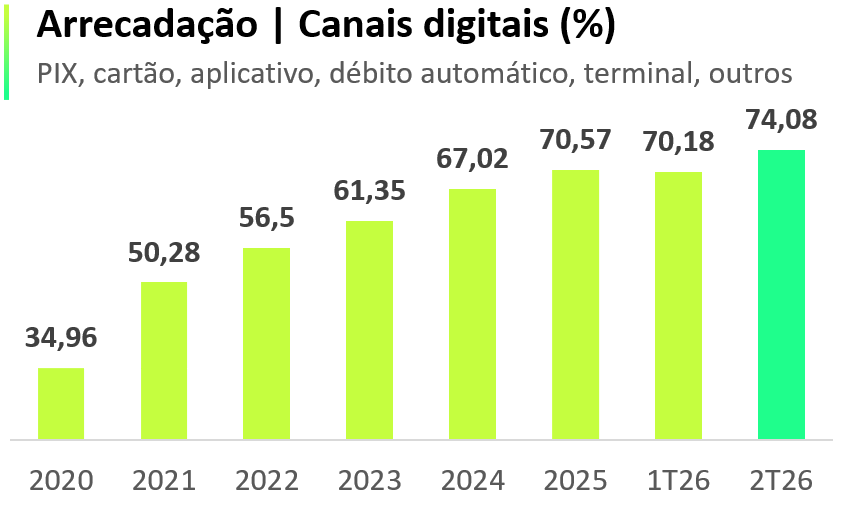 Arrecadação | Canais digitais (%)
PIX, cartão, aplicativo, débito automático, terminal, outros
34,96
50,28
56,5
61,35
67,02
70,57
70,18
74,08
2020 2021 2022 2023 2024 2025 1T26 2T26